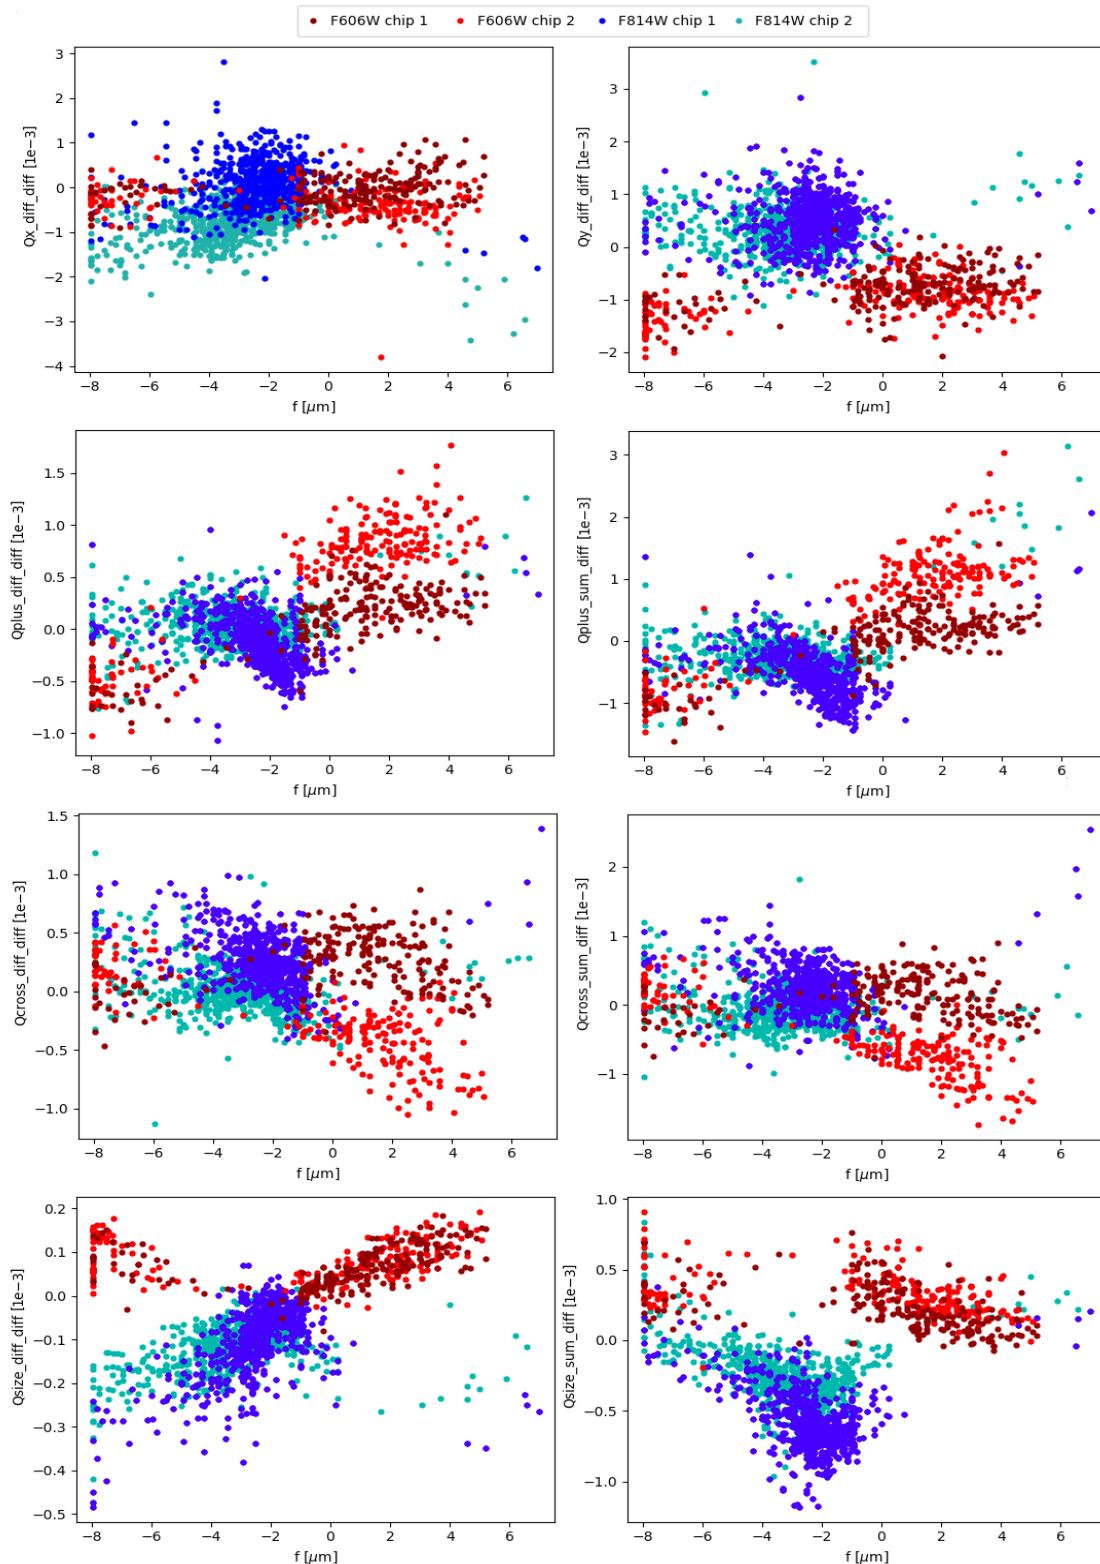 F606W chip 1 F606W chip 2 F814W chip 1 F814W chip 2
3
2
1
0
−1
−2
−3
−4
Qx_diff_diff [1e−3]
−8 −6 −4 −2 0 2 4 6
f [μm]
3
2
1
0
−1
−2
Qy_diff_diff [1e−3]
−8 −6 −4 −2 0 2 4 6
f [μm]
1.5
1.0
0.5
0.0
−0.5
−1.0
Qplus_diff_diff [1e−3]
−8 −6 −4 −2 0 2 4 6
f [μm]
3
2
1
0
−1
Qplus_sum_diff [1e−3]
−8 −6 −4 −2 0 2 4 6
f [μm]
1.5
1.0
0.5
0.0
−0.5
−1.0
Qcross_diff_diff [1e−3]
−8 −6 −4 −2 0 2 4 6
f [μm]
2
1
0
−1
Qcross_sum_diff [1e−3]
−8 −6 −4 −2 0 2 4 6
f [μm]
0.2
0.1
0.0
−0.1
−0.2
−0.3
−0.4
−0.5
Qsize_diff_diff [1e−3]
−8 −6 −4 −2 0 2 4 6
f [μm]
1.0
0.5
0.0
−0.5
−1.0
Qsize_sum_diff [1e−3]
−8 −6 −4 −2 0 2 4 6
f [μm]